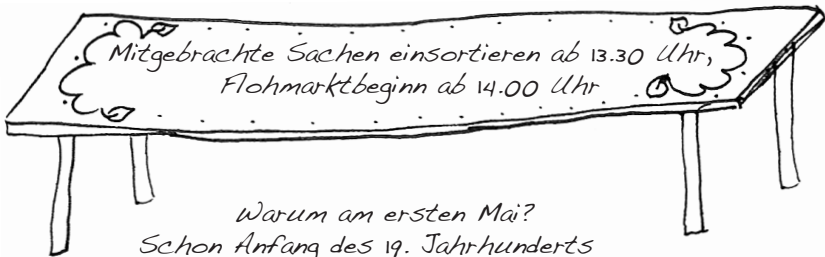 Mitgebrachte Sachen einsortieren ab 13.30 Uhr,
Flohmarktbeginn ab 14.00 Uhr
Warum am ersten Mai?
Schon Anfang des 19. Jahrhunderts